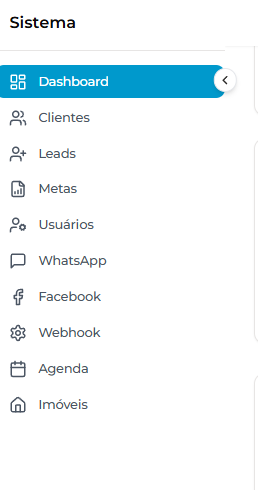 Sistema
Dashboard
Clientes
Leads
Metas
Usuários
WhatsApp
Facebook
Webhook
Agenda
Imóveis